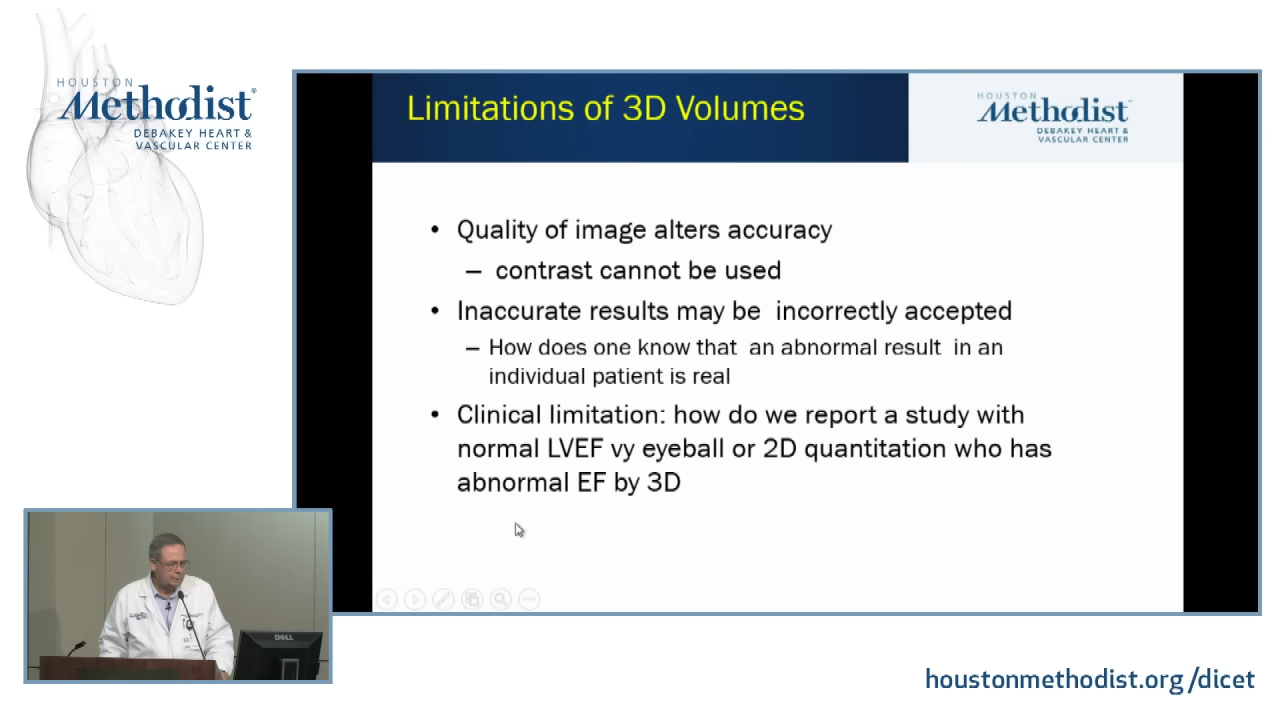 HOUSTON
Methodist
DEBAKEY HEART &
VASCULAR CENTER
Limitations of 3D Volumes
HOUSTON
Methodist
DEBAKEY HEART &
VASCULAR CENTER
• Quality of image alters accuracy
– contrast cannot be used
• Inaccurate results may be incorrectly accepted
– How does one know that an abnormal result in an
individual patient is real
• Clinical limitation: how do we report a study with
normal LVEF vy eyeball or 2D quantitation who has
abnormal EF by 3D
DELL
houstonmethodist.org/dicet